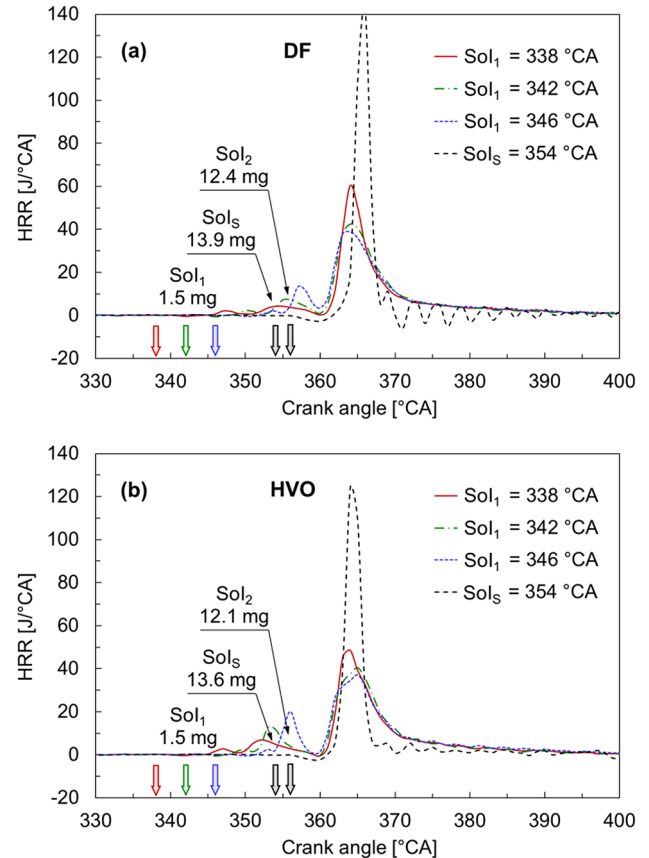 140
(a)
DF
SoI₁ = 338 °CA
120
SoI₁ = 342 °CA
100
SoI₁ = 346 °CA
SoIₛ = 354 °CA
80
HRR [J/°CA]
SoI₂
12.4 mg
60
SoIₛ
13.9 mg
40
SoI₁
1.5 mg
20
0
-20
330 340 350 360 370 380 390 400
Crank angle [°CA]
140
(b)
HVO
SoI₁ = 338 °CA
120
SoI₁ = 342 °CA
100
SoI₁ = 346 °CA
SoIₛ = 354 °CA
80
HRR [J/°CA]
SoI₂
12.1 mg
60
SoIₛ
13.6 mg
40
SoI₁
1.5 mg
20
0
-20
330 340 350 360 370 380 390 400
Crank angle [°CA]